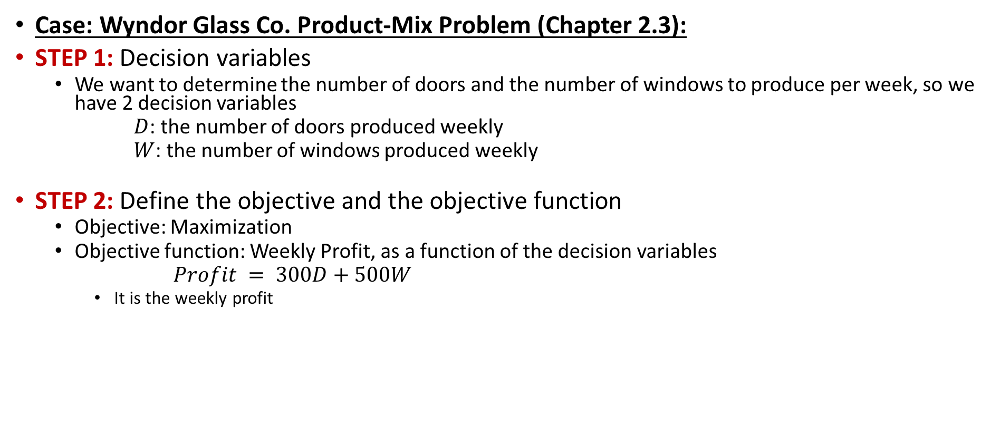 • Case: Wyndor Glass Co. Product-Mix Problem (Chapter 2.3):
• STEP 1: Decision variables
• We want to determine the number of doors and the number of windows to produce per week, so we
have 2 decision variables
D: the number of doors produced weekly
W: the number of windows produced weekly
• STEP 2: Define the objective and the objective function
• Objective: Maximization
• Objective function: Weekly Profit, as a function of the decision variables
Profit = 300D + 500W
• It is the weekly profit